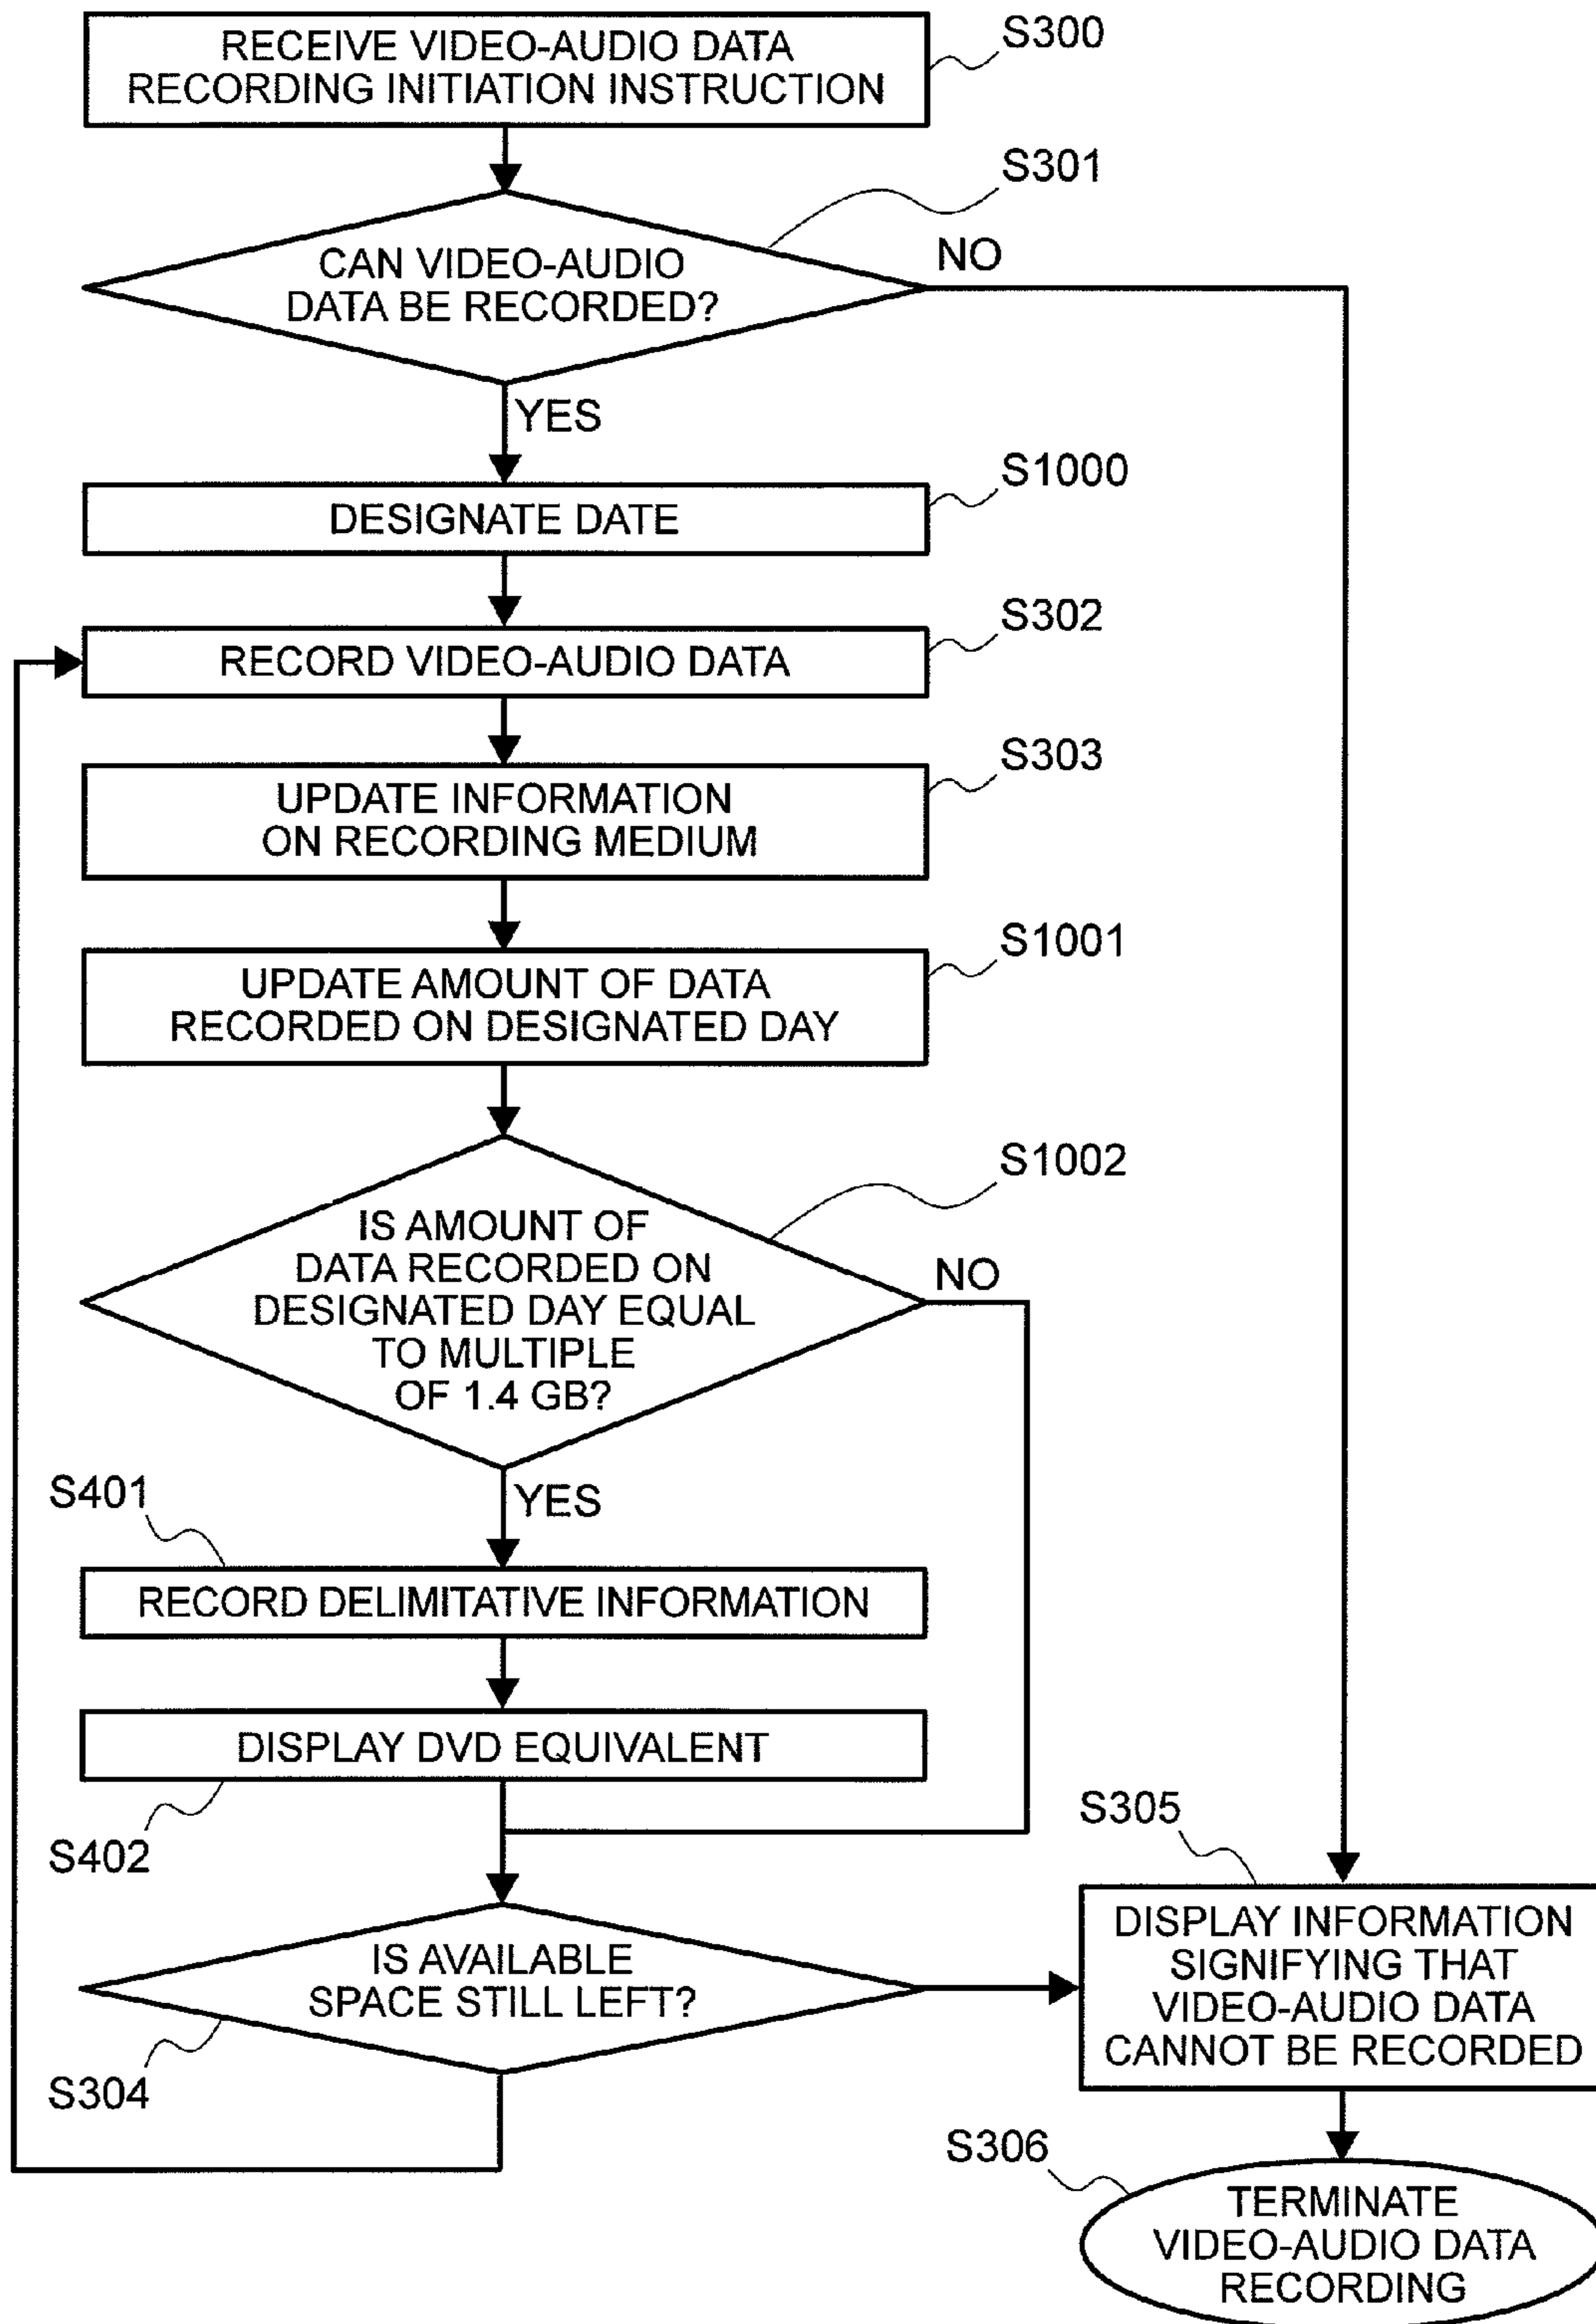 RECEIVE VIDEO-AUDIO DATA
RECORDING INITIATION INSTRUCTION
S300
S301
CAN VIDEO-AUDIO
DATA BE RECORDED?
NO
YES
S1000
DESIGNATE DATE
S302
RECORD VIDEO-AUDIO DATA
S303
UPDATE INFORMATION
ON RECORDING MEDIUM
S1001
UPDATE AMOUNT OF DATA
RECORDED ON DESIGNATED DAY
S1002
IS AMOUNT OF
DATA RECORDED ON
DESIGNATED DAY EQUAL
TO MULTIPLE
OF 1.4 GB?
NO
YES
S401
RECORD DELIMITATIVE INFORMATION
DISPLAY DVD EQUIVALENT
S402
S305
IS AVAILABLE
SPACE STILL LEFT?
S304
DISPLAY INFORMATION
SIGNIFYING THAT
VIDEO-AUDIO DATA
CANNOT BE RECORDED
S306
TERMINATE
VIDEO-AUDIO DATA
RECORDING